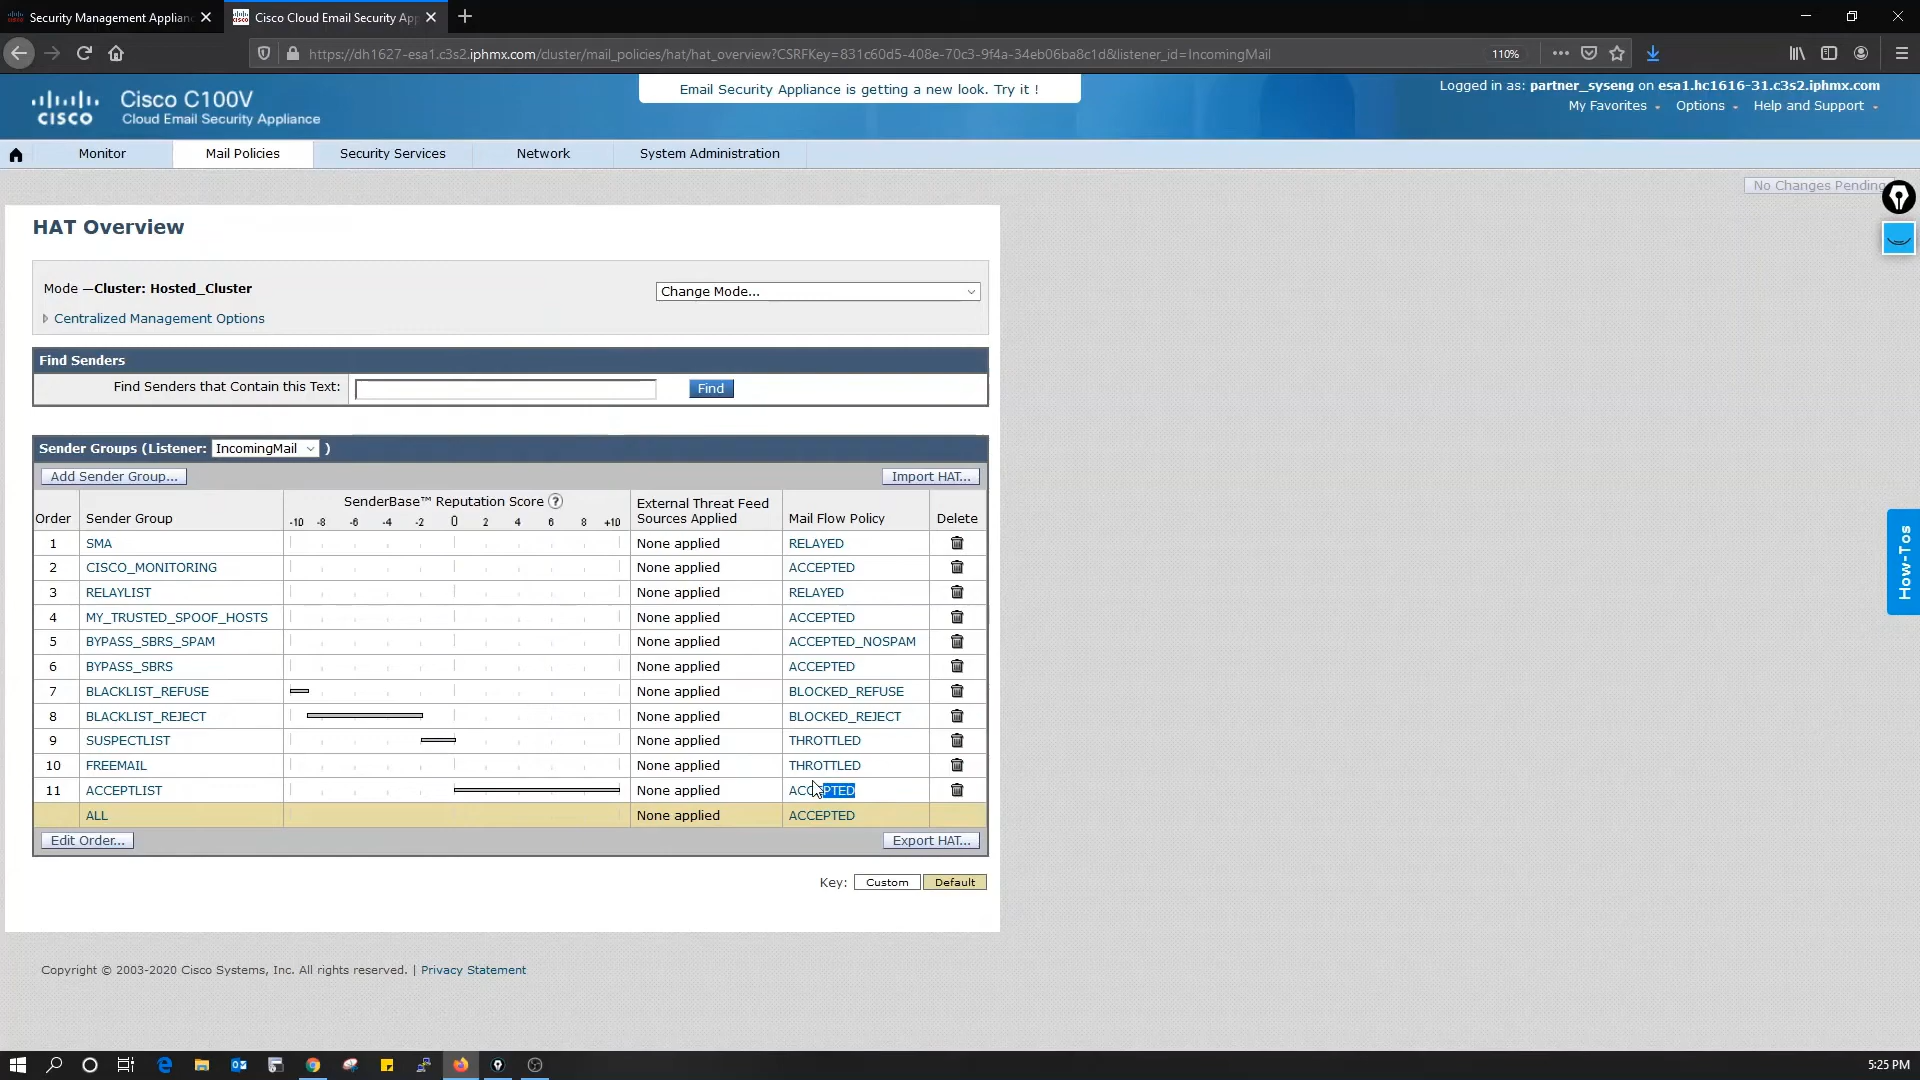 Security Management Applianc
Cisco Cloud Email Security App
https://dh1627-esa1.c3s2.iphmx.com/cluster/mail_policies/hat/hat_overview?CSRFKey=831c60d5-408e-70c3-9f4a-34eb06ba8c1d&listener_id=IncomingMail
110%
CISCO
Cisco C100V
Cloud Email Security Appliance
Email Security Appliance is getting a new look. Try it !
Logged in as: partner_syseng on esa1.hc1616-31.c3s2.iphmx.com
My Favorites Options Help and Support
Monitor Mail Policies Security Services Network System Administration
No Changes Pending
HAT Overview
Mode —Cluster: Hosted_Cluster
Change Mode...
Centralized Management Options
Find Senders
Find Senders that Contain this Text:
Find
Sender Groups (Listener: IncomingMail )
Add Sender Group...
Import HAT...
Order Sender Group SenderBase™ Reputation Score ? External Threat Feed Sources Applied Mail Flow Policy Delete
-10 -8 -6 -4 -2 0 2 4 6 8 +10
1 SMA None applied RELAYED
2 CISCO_MONITORING None applied ACCEPTED
3 RELAYLIST None applied RELAYED
4 MY_TRUSTED_SPOOF_HOSTS None applied ACCEPTED
5 BYPASS_SBRS_SPAM None applied ACCEPTED_NOSPAM
6 BYPASS_SBRS None applied ACCEPTED
7 BLACKLIST_REFUSE None applied BLOCKED_REFUSE
8 BLACKLIST_REJECT None applied BLOCKED_REJECT
9 SUSPECTLIST None applied THROTTLED
10 FREEMAIL None applied THROTTLED
11 ACCEPTLIST None applied ACCEPTED
ALL None applied ACCEPTED
Edit Order...
Export HAT...
Key: Custom Default
How-Tos
Copyright © 2003-2020 Cisco Systems, Inc. All rights reserved. | Privacy Statement
5:25 PM